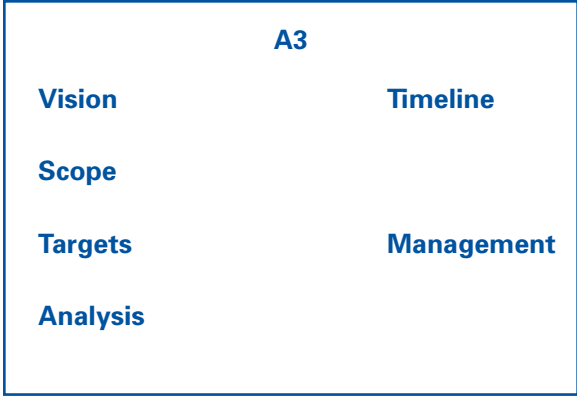 A3
Vision
Timeline
Scope
Targets
Management
Analysis